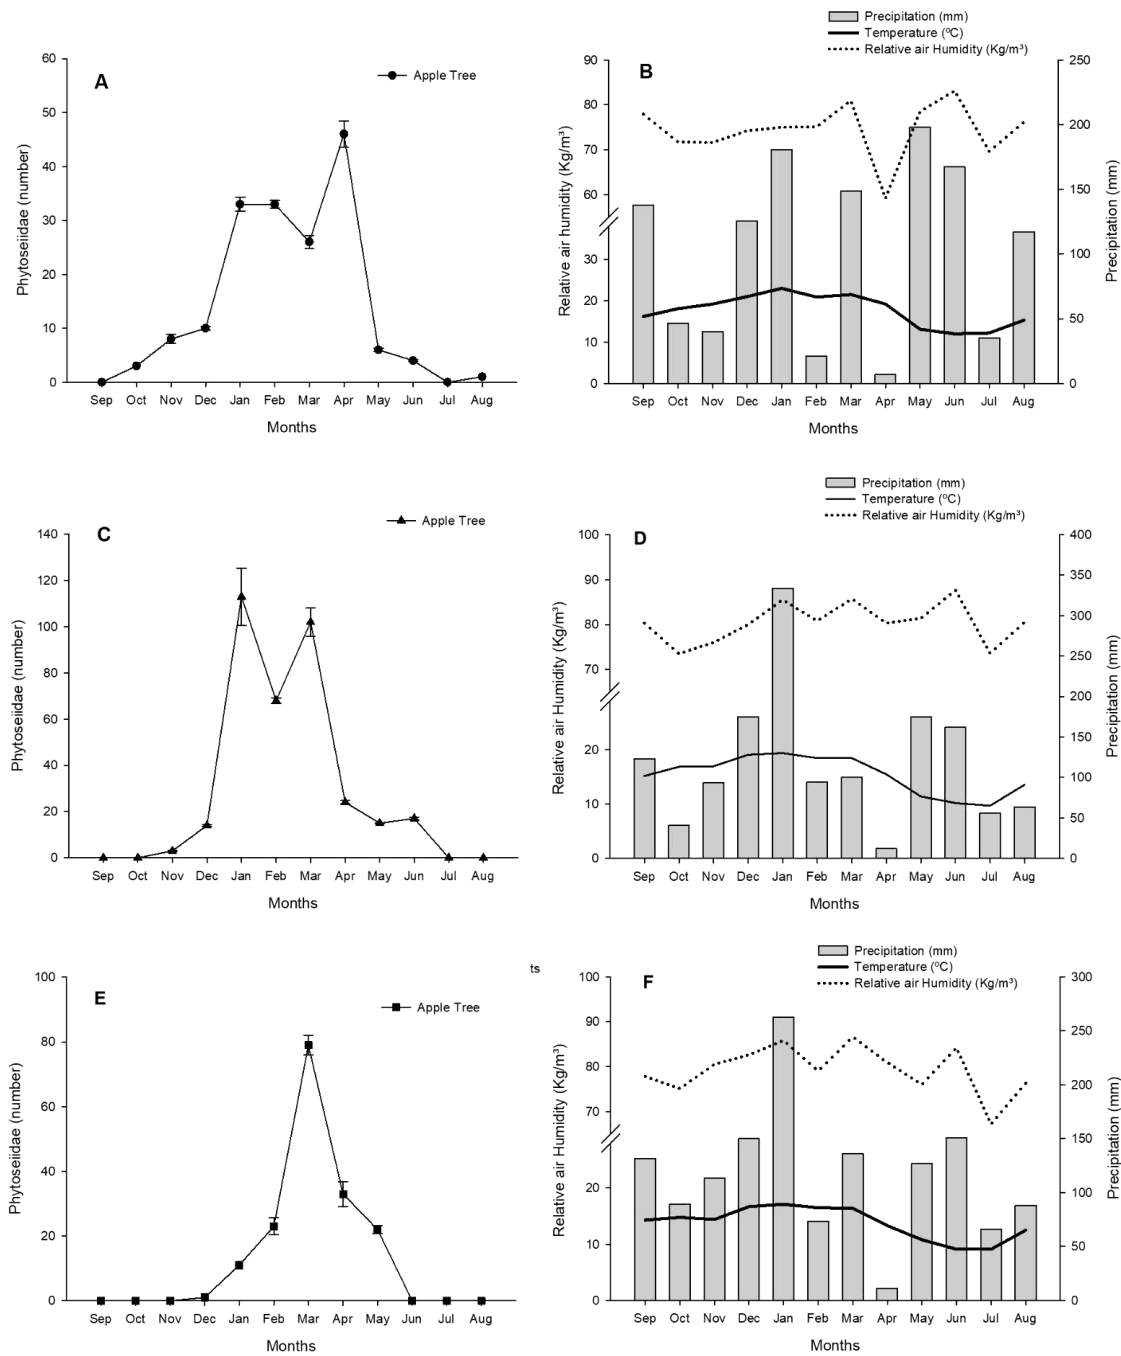 A
Apple Tree
Phytoseiidae (number)
60
50
40
30
20
10
0
Sep Oct Nov Dec Jan Feb Mar Apr May Jun Jul Aug
Months
Precipitation (mm)
Temperature (ºC)
Relative air Humidity (Kg/m³)
B
Relative air humidity (Kg/m³)
90
80
70
60
30
20
10
0
Precipitation (mm)
250
200
150
100
50
0
Sep Oct Nov Dec Jan Feb Mar Apr May Jun Jul Aug
Months
C
Apple Tree
Phytoseiidae (number)
140
120
100
80
60
40
20
0
Sep Oct Nov Dec Jan Feb Mar Apr May Jun Jul Aug
Months
Precipitation (mm)
Temperature (ºC)
Relative air Humidity (Kg/m³)
D
Relative air Humidity (Kg/m³)
100
90
80
70
20
10
0
Precipitation (mm)
400
350
300
250
200
150
100
50
0
Sep Oct Nov Dec Jan Feb Mar Apr May Jun Jul Aug
Months
E
ts
Apple Tree
Phytoseiidae (number)
100
80
60
40
20
0
Sep Oct Nov Dec Jan Feb Mar Apr May Jun Jul Aug
Months
Precipitation (mm)
Temperature (ºC)
Relative air Humidity (Kg/m³)
F
Relative air Humidity (Kg/m³)
100
90
80
70
20
10
0
Precipitation (mm)
300
250
200
150
100
50
0
Sep Oct Nov Dec Jan Feb Mar Apr May Jun Jul Aug
Months